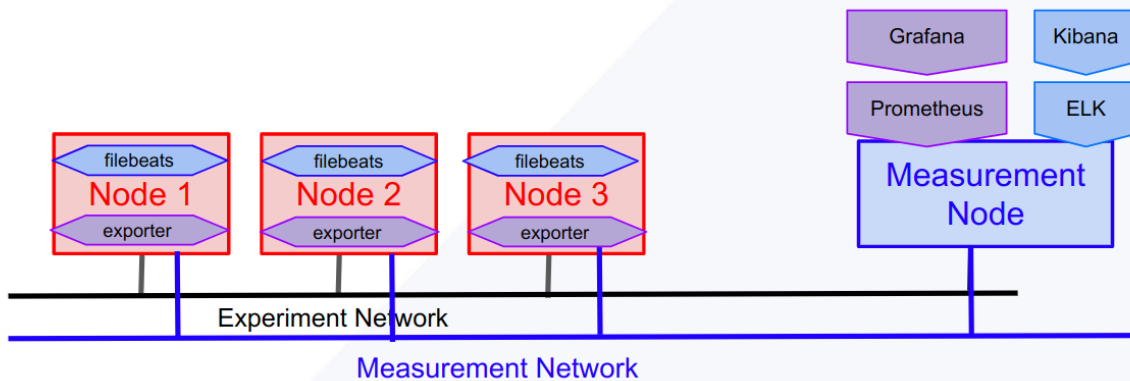 Grafana
Kibana
Prometheus
ELK
filebeats
filebeats
filebeats
Node 1
Node 2
Node 3
Measurement
Node
exporter
exporter
exporter
Experiment Network
Measurement Network